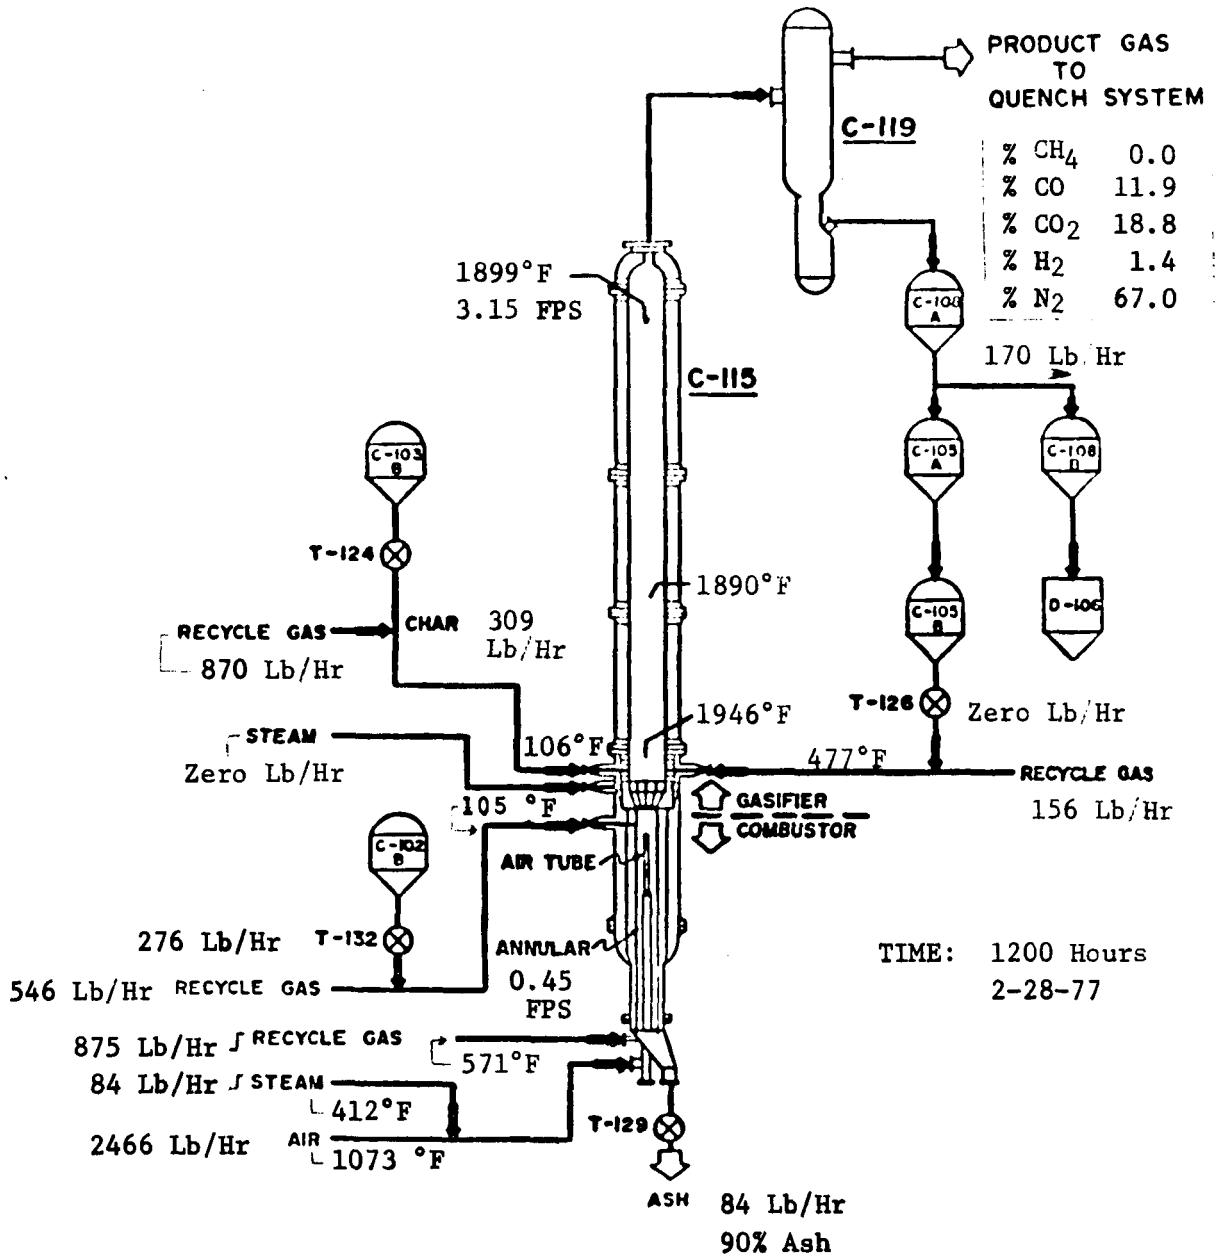 PRODUCT GAS
TO
QUENCH SYSTEM
C-119
% CH4 0.0
% CO 11.9
% CO2 18.8
% H2 1.4
% N2 67.0
1899°F
3.15 FPS
C-108
A
170 Lb/Hr
C-115
C-103
B
C-105
A
C-108
D
T-124
1890°F
C-105
B
D-106
RECYCLE GAS
CHAR
309
Lb/Hr
870 Lb/Hr
T-126
Zero Lb/Hr
1946°F
STEAM
Zero Lb/Hr
106°F
477°F
RECYCLE GAS
156 Lb/Hr
105 °F
GASIFIER
COMBUSTOR
C-102
B
AIR TUBE
276 Lb/Hr
T-132
ANNULAR
0.45
FPS
TIME: 1200 Hours
2-28-77
546 Lb/Hr RECYCLE GAS
875 Lb/Hr RECYCLE GAS
571°F
84 Lb/Hr STEAM
412°F
2466 Lb/Hr AIR
1073 °F
T-129
ASH 84 Lb/Hr
90% Ash